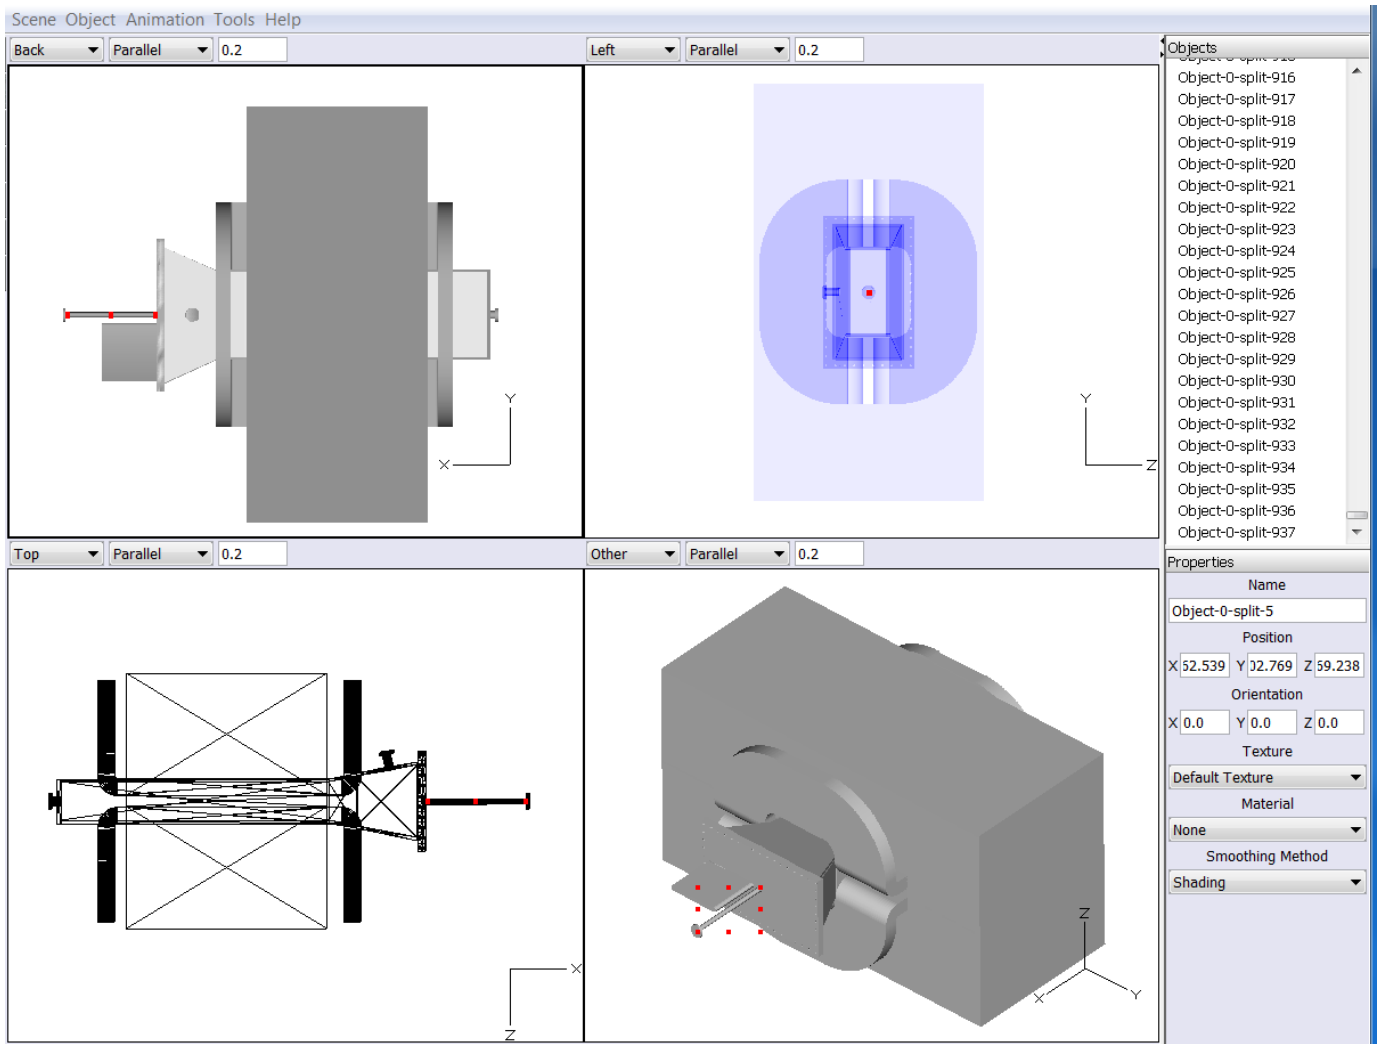 Scene Object Animation Tools Help
Back Parallel 0.2
Left Parallel 0.2
Objects
Object-0-split-916
Object-0-split-917
Object-0-split-918
Object-0-split-919
Object-0-split-920
Object-0-split-921
Object-0-split-922
Object-0-split-923
Object-0-split-924
Object-0-split-925
Object-0-split-926
Object-0-split-927
Object-0-split-928
Object-0-split-929
Object-0-split-930
Object-0-split-931
Object-0-split-932
Object-0-split-933
Object-0-split-934
Object-0-split-935
Object-0-split-936
Object-0-split-937
Y
X
Y
Z
Top Parallel 0.2
Other Parallel 0.2
X
Z
Z
X
Y
Properties
Name
Object-0-split-5
Position
X 52.539 Y 02.769 Z 59.238
Orientation
X 0.0 Y 0.0 Z 0.0
Texture
Default Texture
Material
None
Smoothing Method
Shading